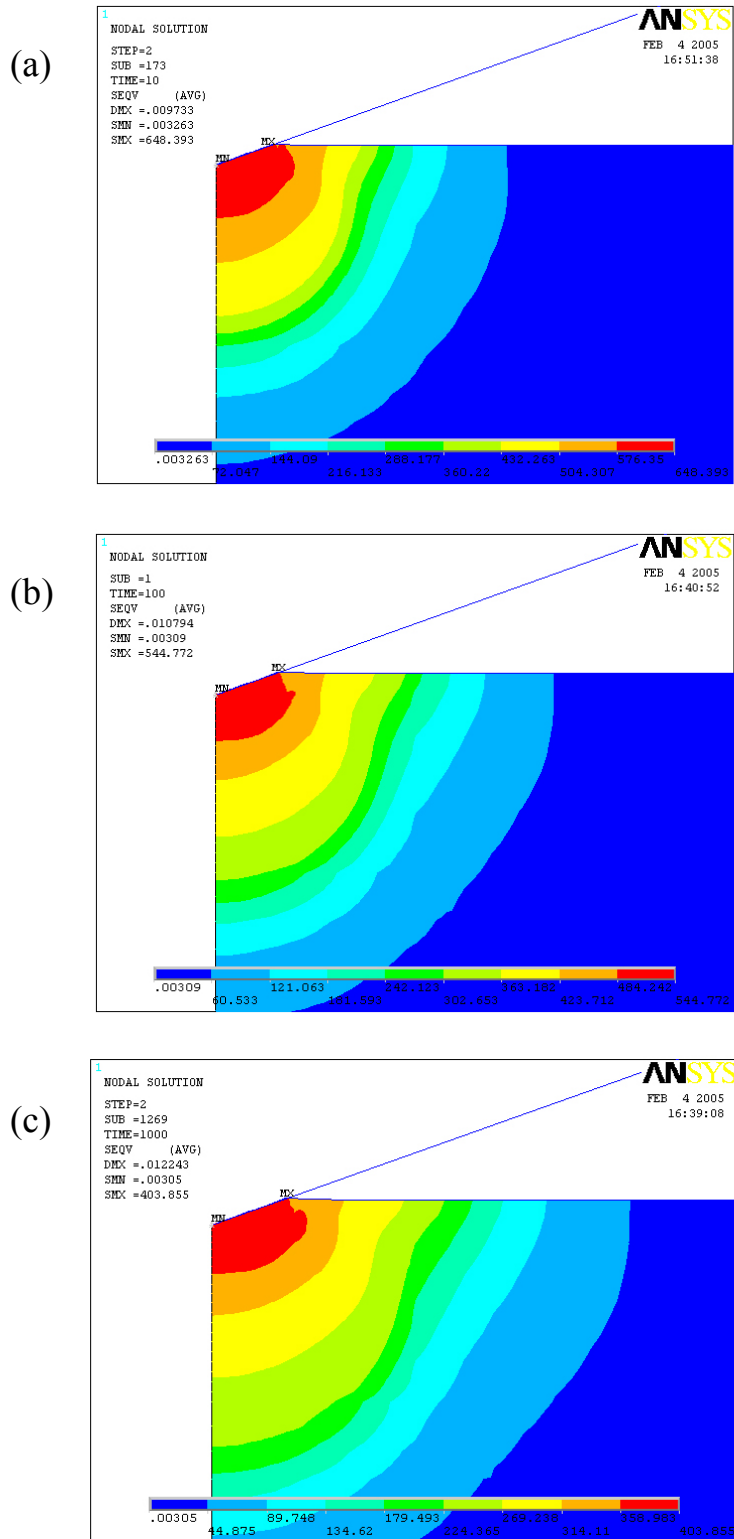 (a)
1
ANSYS
NODAL SOLUTION
FEB 4 2005
16:51:38
STEP=2
SUB =173
TIME=10
SEQV (AVG)
DMX =.009733
SMN =.003263
SMX =648.393
MX
MN
.003263 144.09 288.177 432.263 576.35
72.047 216.133 360.22 504.307 648.393
(b)
1
ANSYS
NODAL SOLUTION
FEB 4 2005
16:40:52
SUB =1
TIME=100
SEQV (AVG)
DMX =.010794
SMN =.00309
SMX =544.772
MX
MN
.00309 121.063 242.123 363.182 484.242
60.533 181.593 302.653 423.712 544.772
(c)
1
ANSYS
NODAL SOLUTION
FEB 4 2005
16:39:08
STEP=2
SUB =1269
TIME=1000
SEQV (AVG)
DMX =.012243
SMN =.00305
SMX =403.855
MX
MN
.00305 89.748 179.493 269.238 358.983
44.875 134.62 224.365 314.11 403.855